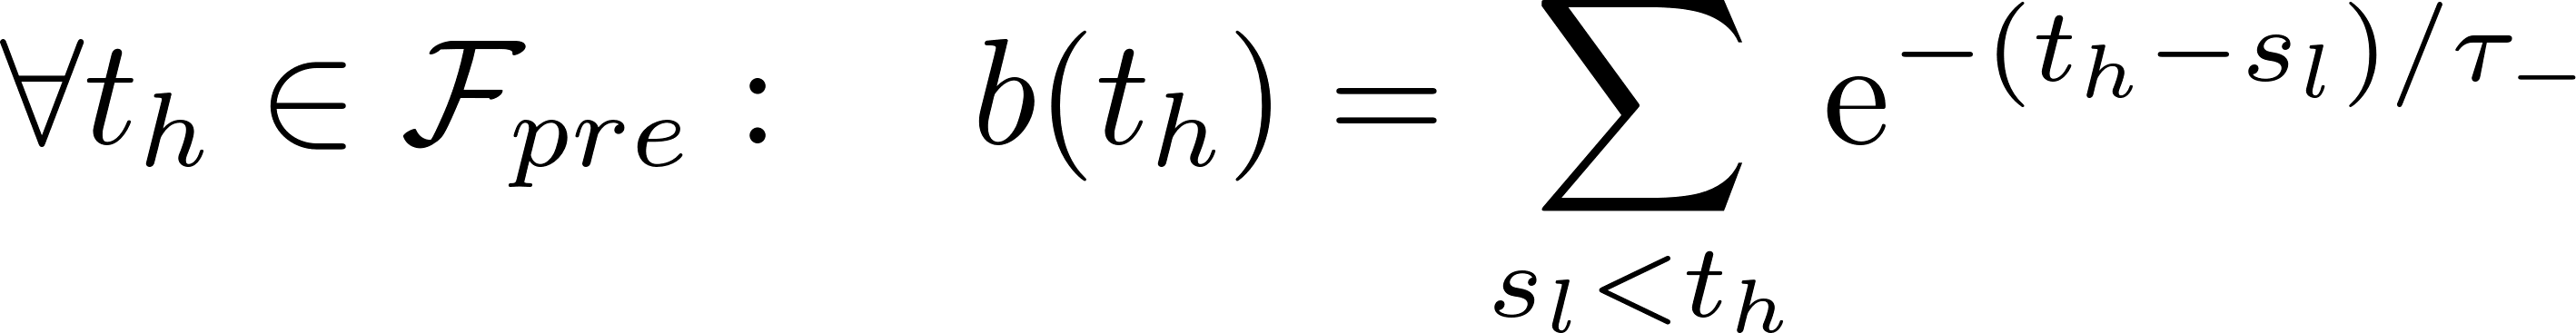 ∀t_h ∈ ℱ_{pre} :   b(t_h) = ∑_{s_l<t_h} e^{−(t_h−s_l)/τ_−}